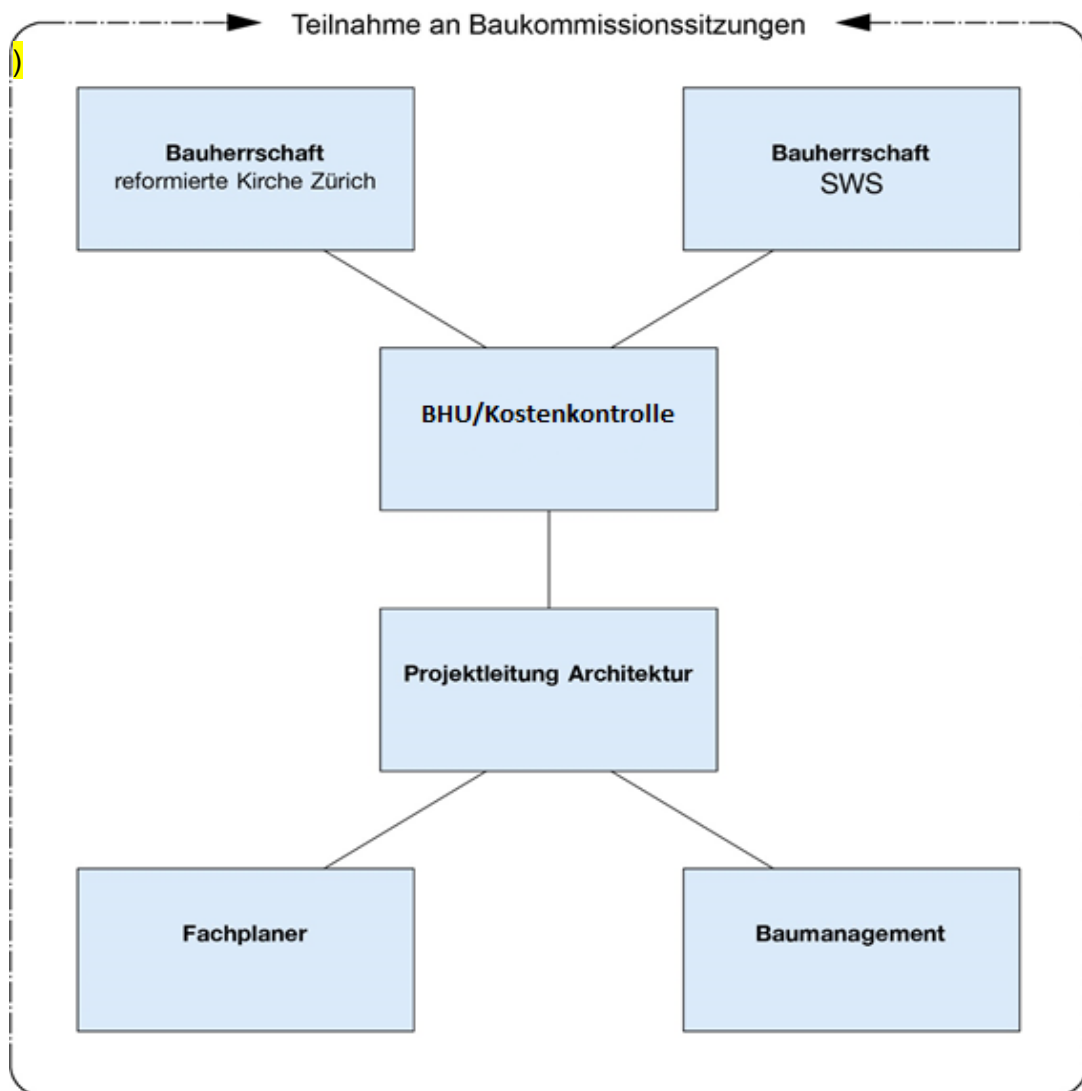 Teilnahme an Baukommissionssitzungen
)
Bauherrschaft
reformierte Kirche Zürich
Bauherrschaft
SWS
BHU/Kostenkontrolle
Projektleitung Architektur
Fachplaner
Baumanagement